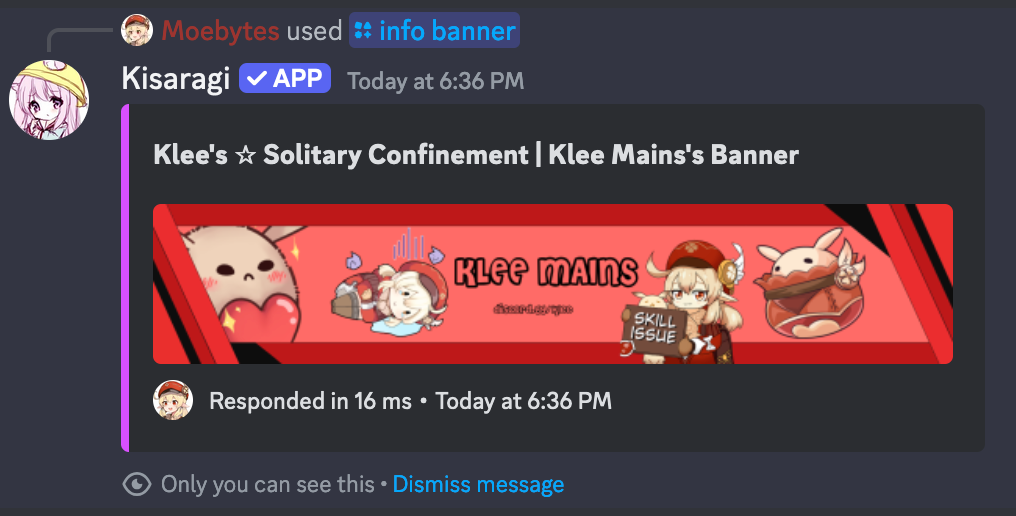 Moebytes used info banner
Kisaragi ✓ APP Today at 6:36 PM
Klee's ☆ Solitary Confinement | Klee Mains's Banner
KLEE MAINS
SKILL
ISSUE
Responded in 16 ms • Today at 6:36 PM
Only you can see this • Dismiss message